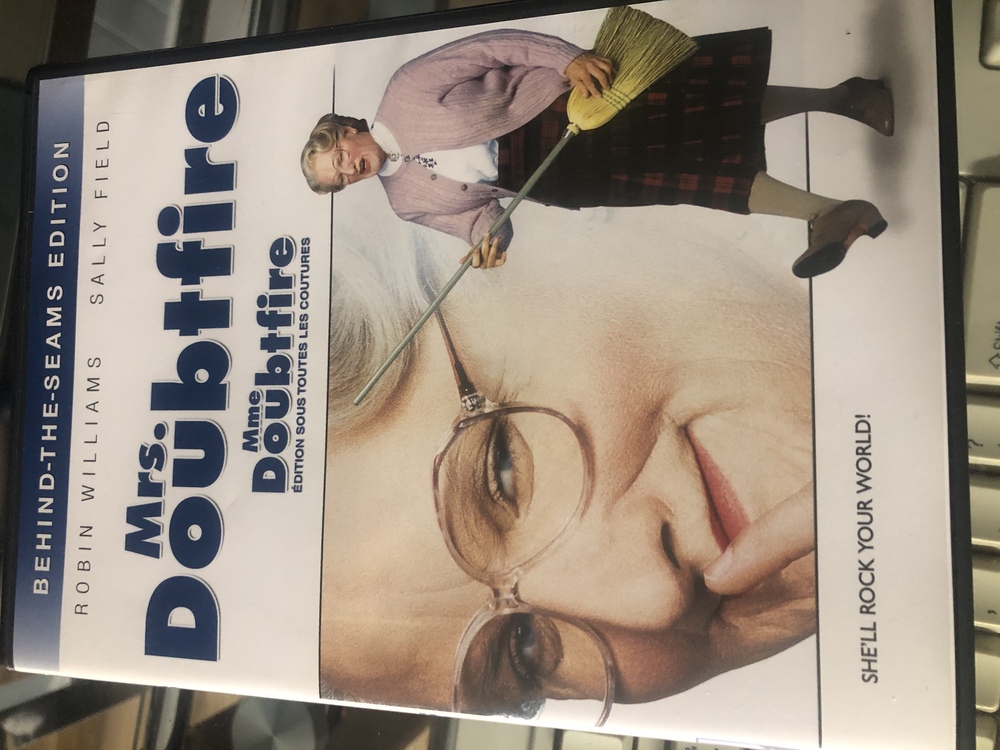 BEHIND-THE-SEAMS EDITION
ROBIN WILLIAMS SALLY FIELD
Mrs.
Doubtfire
Mme
Doubtfire
ÉDITION SOUS TOUTES LES COUTURES
SHE'LL ROCK YOUR WORLD!
?